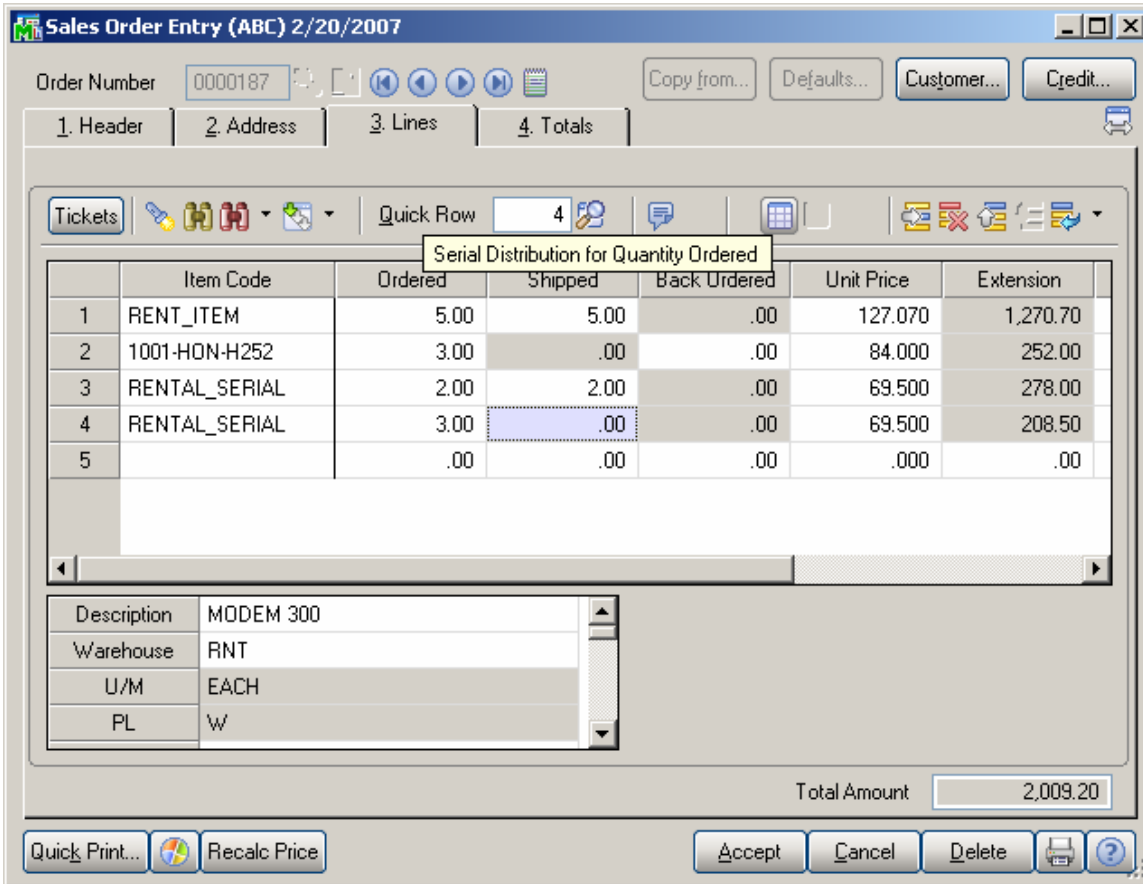 Sales Order Entry (ABC) 2/20/2007
Order Number 0000187 Copy from... Defaults... Customer... Credit...
1. Header 2. Address 3. Lines 4. Totals
Tickets Quick Row 4
Serial Distribution for Quantity Ordered
Item Code Ordered Shipped Back Ordered Unit Price Extension
1 RENT_ITEM 5.00 5.00 .00 127.070 1,270.70
2 1001-HON-H252 3.00 .00 .00 84.000 252.00
3 RENTAL_SERIAL 2.00 2.00 .00 69.500 278.00
4 RENTAL_SERIAL 3.00 .00 .00 69.500 208.50
5 .00 .00 .00 .000 .00
Description MODEM 300
Warehouse RNT
U/M EACH
PL W
Total Amount 2,009.20
Quick Print... Recalc Price Accept Cancel Delete